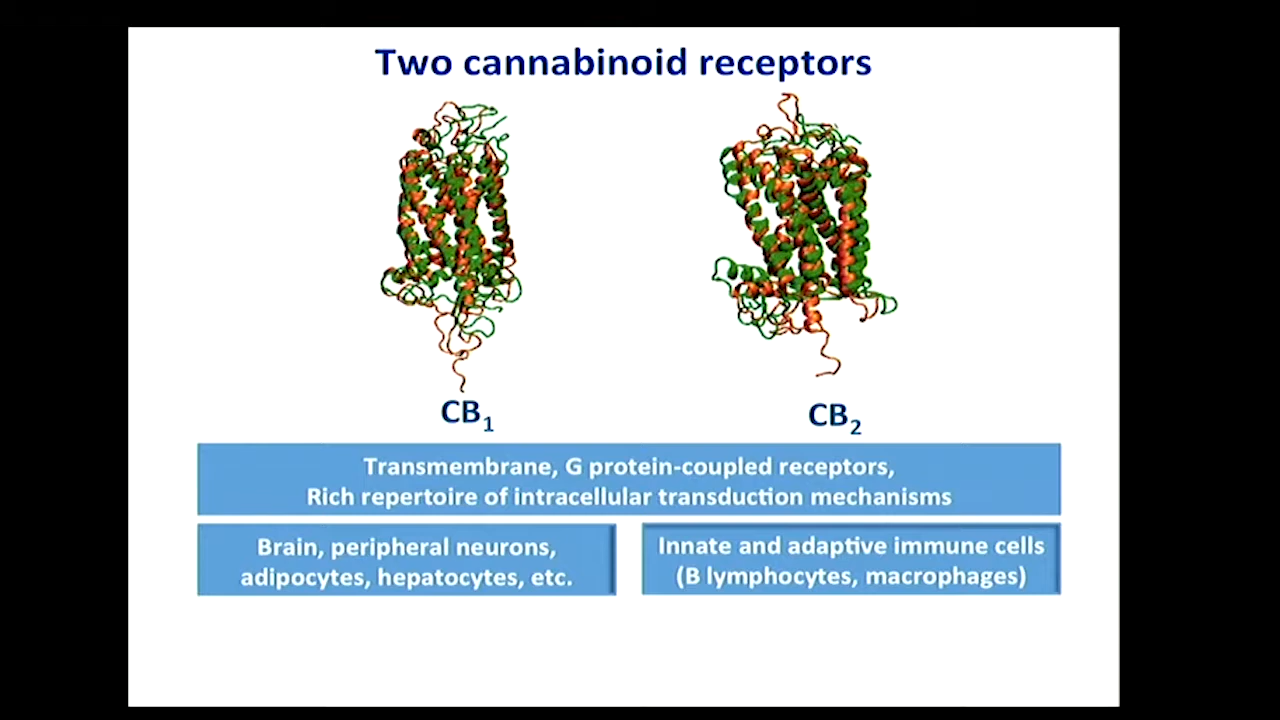 Two cannabinoid receptors
CB₁
CB₂
Transmembrane, G protein-coupled receptors,
Rich repertoire of intracellular transduction mechanisms
Brain, peripheral neurons,
adipocytes, hepatocytes, etc.
Innate and adaptive immune cells
(B lymphocytes, macrophages)